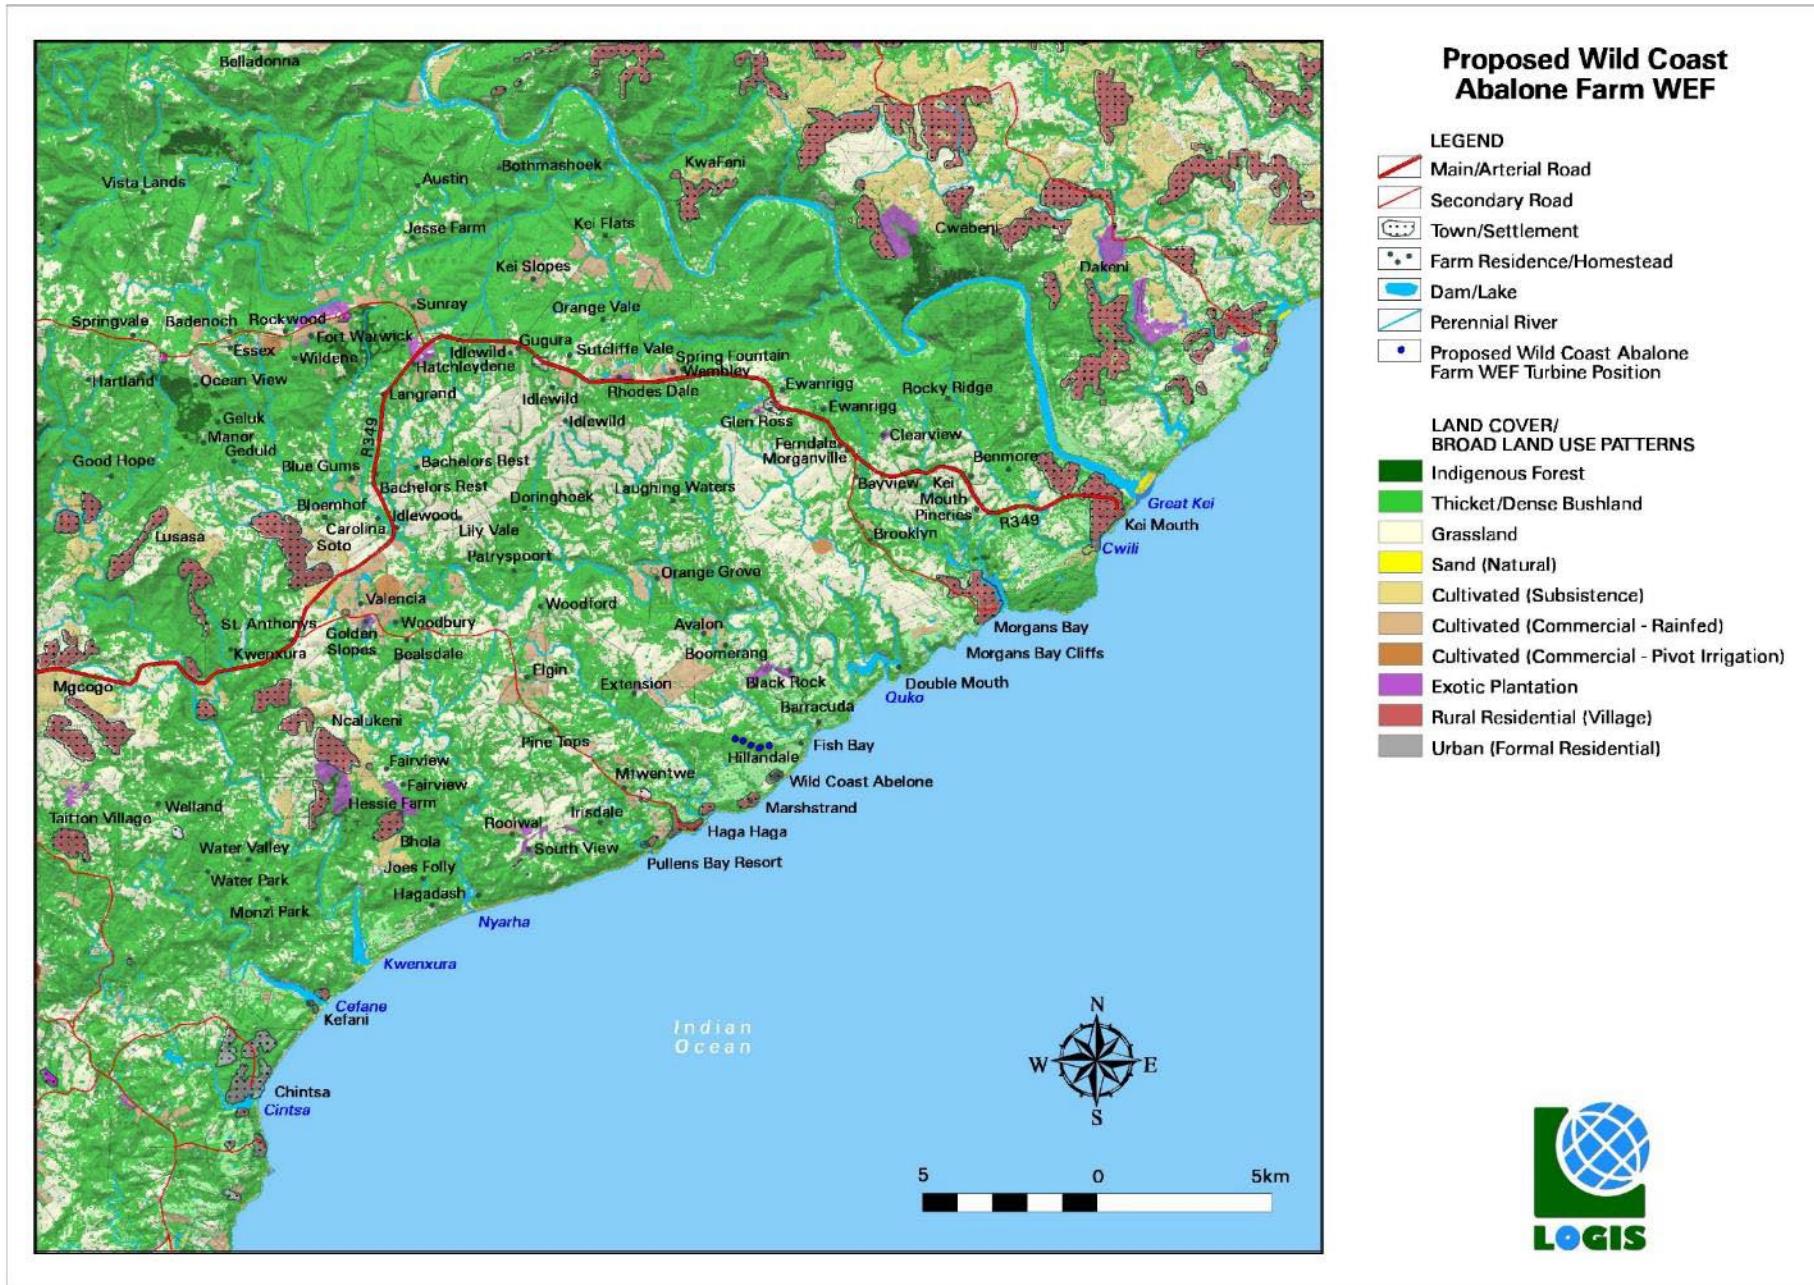 Proposed Wild Coast
Abalone Farm WEF
LEGEND
Main/Arterial Road
Secondary Road
Town/Settlement
Farm Residence/Homestead
Dam/Lake
Perennial River
Proposed Wild Coast Abalone
Farm WEF Turbine Position
LAND COVER/
BROAD LAND USE PATTERNS
Indigenous Forest
Thicket/Dense Bushland
Grassland
Sand (Natural)
Cultivated (Subsistence)
Cultivated (Commercial - Rainfed)
Cultivated (Commercial - Pivot Irrigation)
Exotic Plantation
Rural Residential (Village)
Urban (Formal Residential)
Belladonna
Bothmashoek
KwaFeni
Vista Lands
Austin
Jesse Farm
Kei Flats
Cwebeni
Kei Slopes
Dakeni
Sunray
Orange Vale
Springvale
Badenoch
Rockwood
Fort Warwick
Gugura
Essex
Wildene
Idlewild
Sutcliffe Vale
Spring Fountain
Hatchleydene
Wembley
Hartland
Ocean View
Langrand
Idlewild
Rhodes Dale
Ewanrigg
Rocky Ridge
Ewanrigg
Geluk
R349
Idlewild
Glen Ross
Manor
Clearview
Geduld
Ferndale
Morganville
Good Hope
Blue Gums
Bachelors Rest
Benmore
Bachelors Rest
Doringhoek
Laughing Waters
Bayview
Kei
Mouth
Pineries
Bloemhof
Great Kei
Carolina
Idlewood
R349
Kei Mouth
Lusasa
Soto
Lily Vale
Brooklyn
Cwili
Patryspoort
Orange Grove
Valencia
Woodford
St. Anthonys
Woodbury
Avalon
Morgans Bay
Golden
Slopes
Kwenxura
Bealsdale
Boomerang
Morgans Bay Cliffs
Elgin
Mgcogo
Extension
Black Rock
Double Mouth
Quko
Barracuda
Ncalukeni
Pine Tops
Fish Bay
Hillandale
Fairview
Mtwentwe
Wild Coast Abelone
Fairview
Welland
Hessie Farm
Marshstrand
Taitton Village
Irisdale
Rooiwal
Haga Haga
Bhola
South View
Water Valley
Pullens Bay Resort
Joes Folly
Water Park
Hagadash
Monzi Park
Nyarha
Kwenxura
Cefane
Kefani
Indian
Ocean
Chintsa
Cintsa
N
W
E
S
5
0
5km
LOGIS